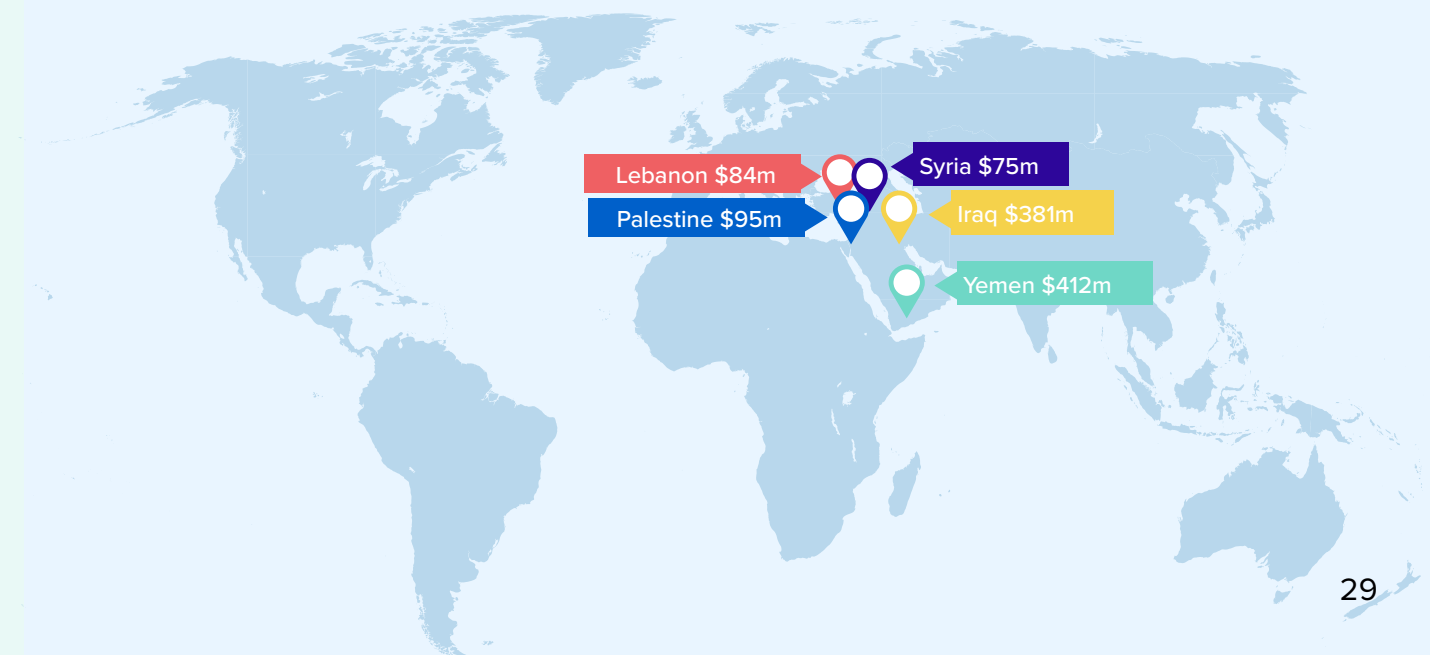 Lebanon $84m
Syria $75m
Palestine $95m
Iraq $381m
Yemen $412m
29